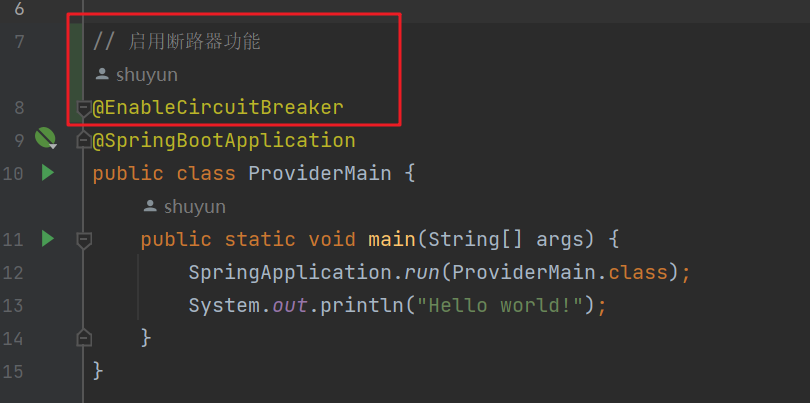 6
7 // 启用断路器功能
shuyun
8 @EnableCircuitBreaker
9 @SpringBootApplication
10 public class ProviderMain {
shuyun
11 public static void main(String[] args) {
12 SpringApplication.run(ProviderMain.class);
13 System.out.println("Hello world!");
14 }
15 }